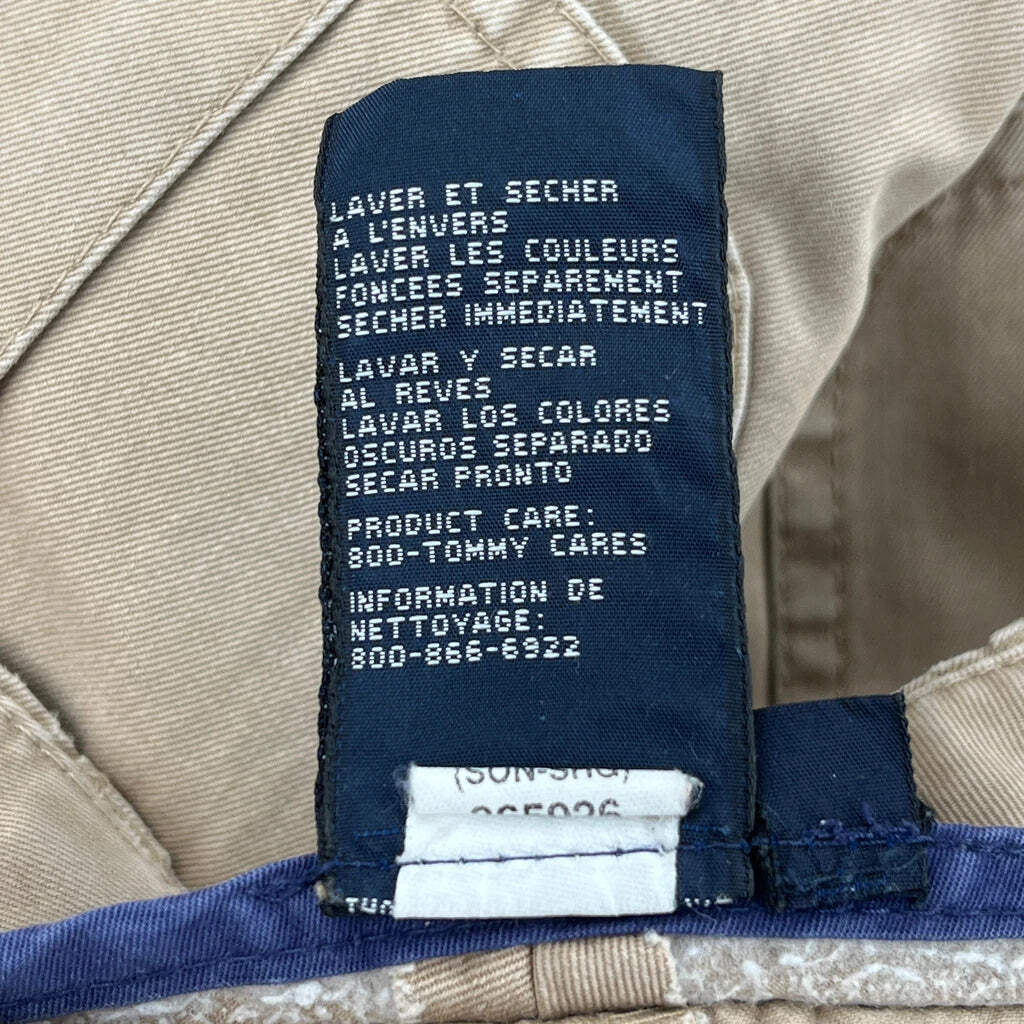 LAVER ET SECHER
A L'ENVERS
LAVER LES COULEURS
FONCEES SEPAREMENT
SECHER IMMEDIATEMENT
LAVAR Y SECAR
AL REVES
LAVAR LOS COLORES
OSCUROS SEPARADO
SECAR PRONTO
PRODUCT CARE:
800-TOMMY CARES
INFORMATION DE
NETTOYAGE:
800-866-6922
(SON-SHG)